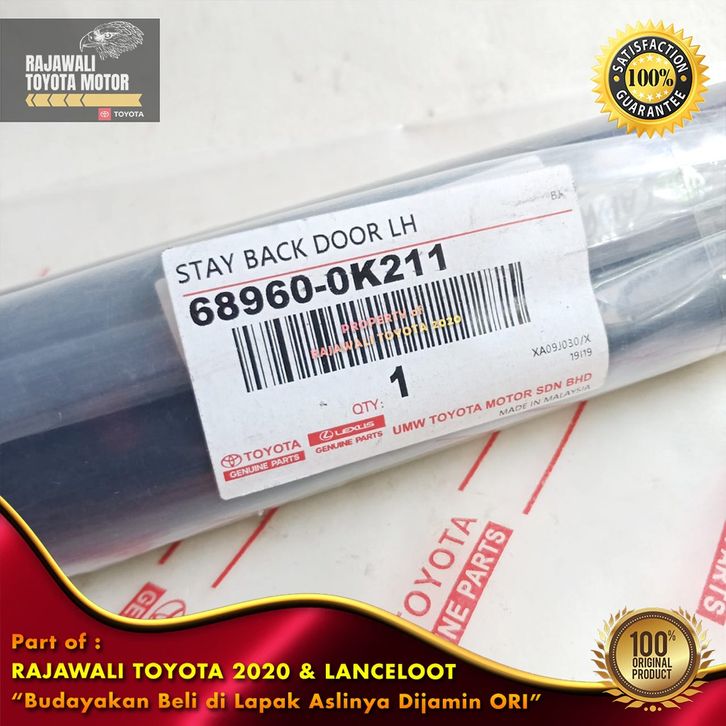 RAJAWALI
TOYOTA MOTOR
TOYOTA
SATISFACTION
100%
GUARANTEE
BA
STAY BACK DOOR LH
68960-0K211
PROPERTY of
RAJAWALI TOYOTA 2020
XA09J030/X
19I19
QTY:
1
TOYOTA
GENUINE PARTS
LEXUS
GENUINE PARTS
UMW TOYOTA MOTOR SDN BHD
MADE IN MALAYSIA
TOYOTA
GENUINE PARTS
Part of :
RAJAWALI TOYOTA 2020 & LANCELOOT
“Budayakan Beli di Lapak Aslinya Dijamin ORI”
100%
ORIGINAL
PRODUCT